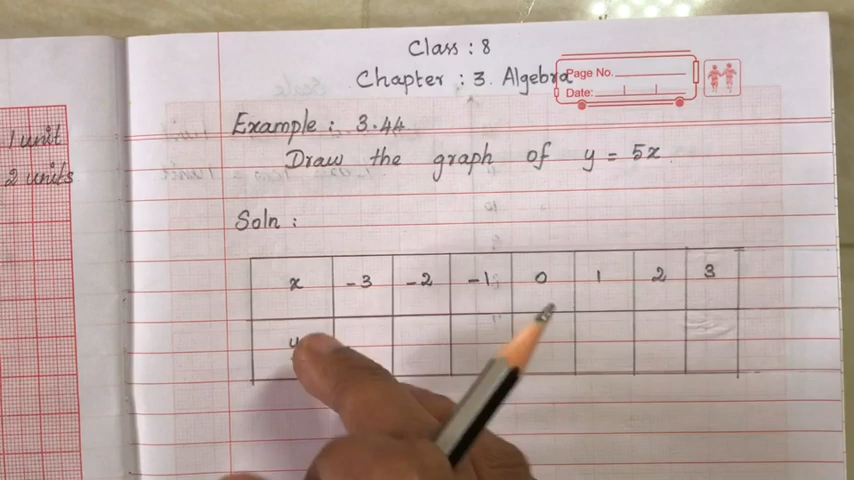 Class : 8
Chapter : 3. Algebra
Page No.
Date:
1 unit
2 units
Example : 3.44
Draw the graph of y = 5x
Soln :
x -3 -2 -1 0 1 2 3
y